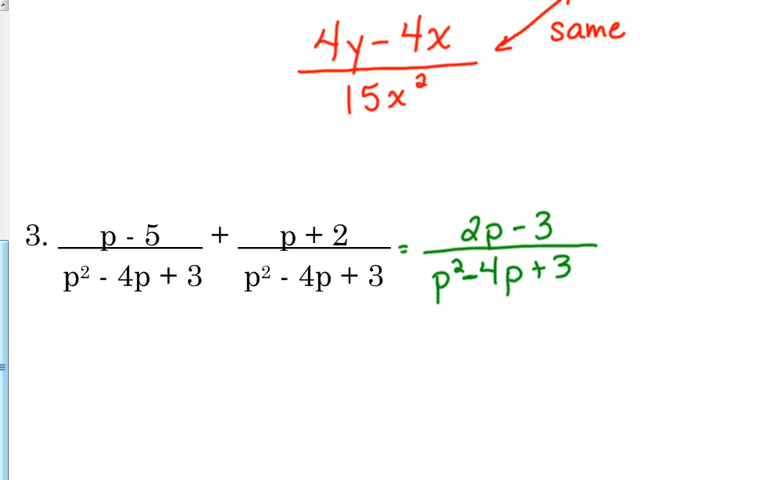 4y - 4x
same
15x²
3. p - 5 + p + 2 = 2p - 3
p² - 4p + 3 p² - 4p + 3 p² - 4p + 3